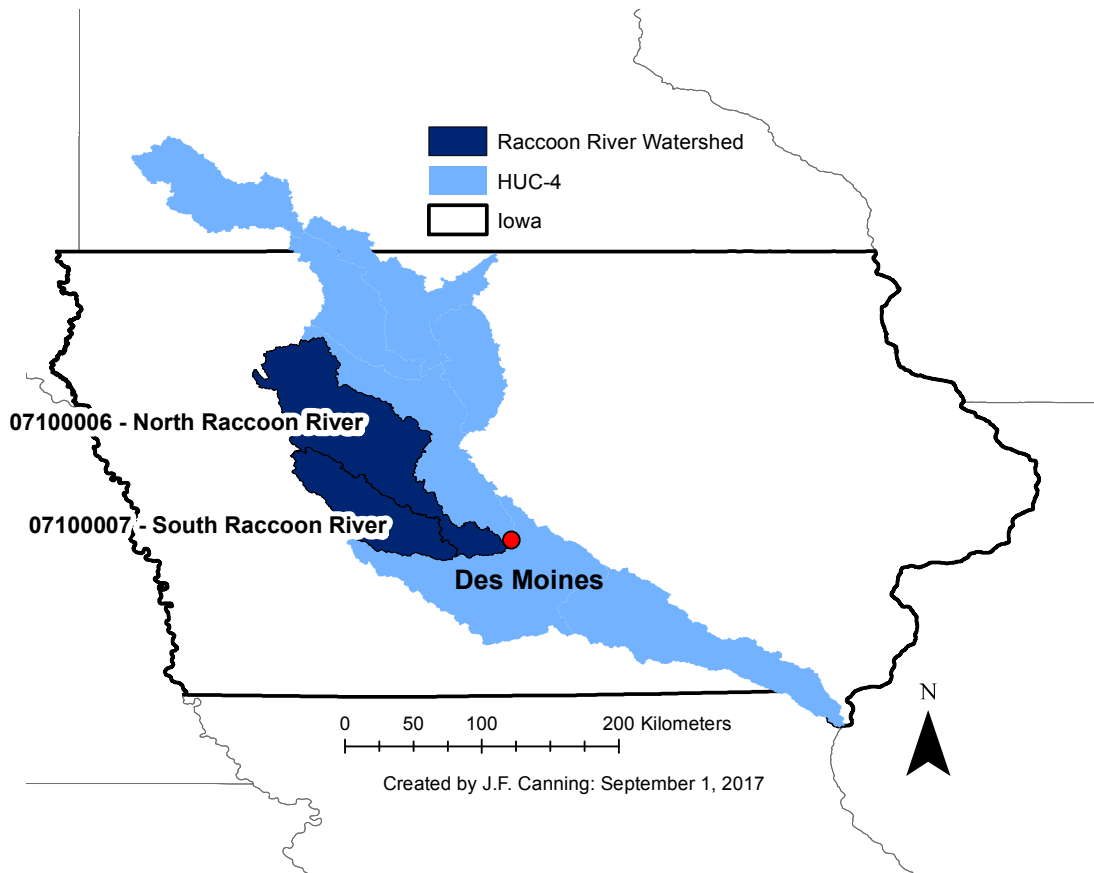 Raccoon River Watershed
HUC-4
Iowa
07100006 - North Raccoon River
07100007 - South Raccoon River
Des Moines
N
0 50 100 200 Kilometers
Created by J.F. Canning: September 1, 2017